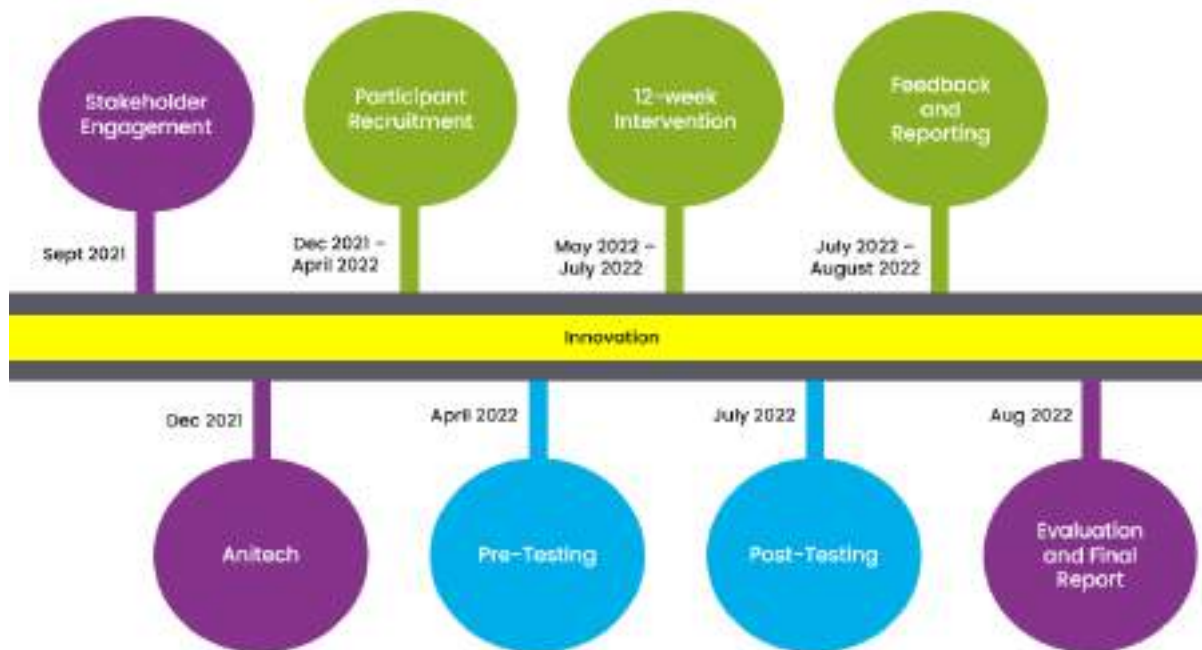 Stakeholder
Engagement
Participant
Recruitment
12-week
Intervention
Feedback
and
Reporting
Sept 2021
Dec 2021 –
April 2022
May 2022 –
July 2022
July 2022 –
August 2022
Innovation
Dec 2021
April 2022
July 2022
Aug 2022
Anitech
Pre-Testing
Post-Testing
Evaluation
and Final
Report